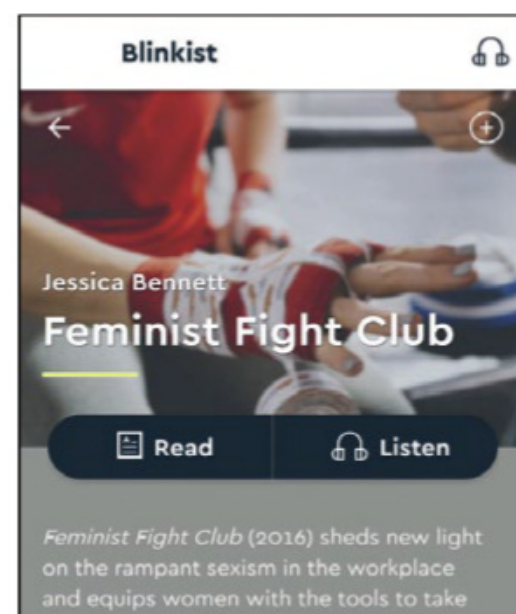 Blinkist
Jessica Bennett
Feminist Fight Club
Read
Listen
Feminist Fight Club (2016) sheds new light
on the rampant sexism in the workplace
and equips women with the tools to take